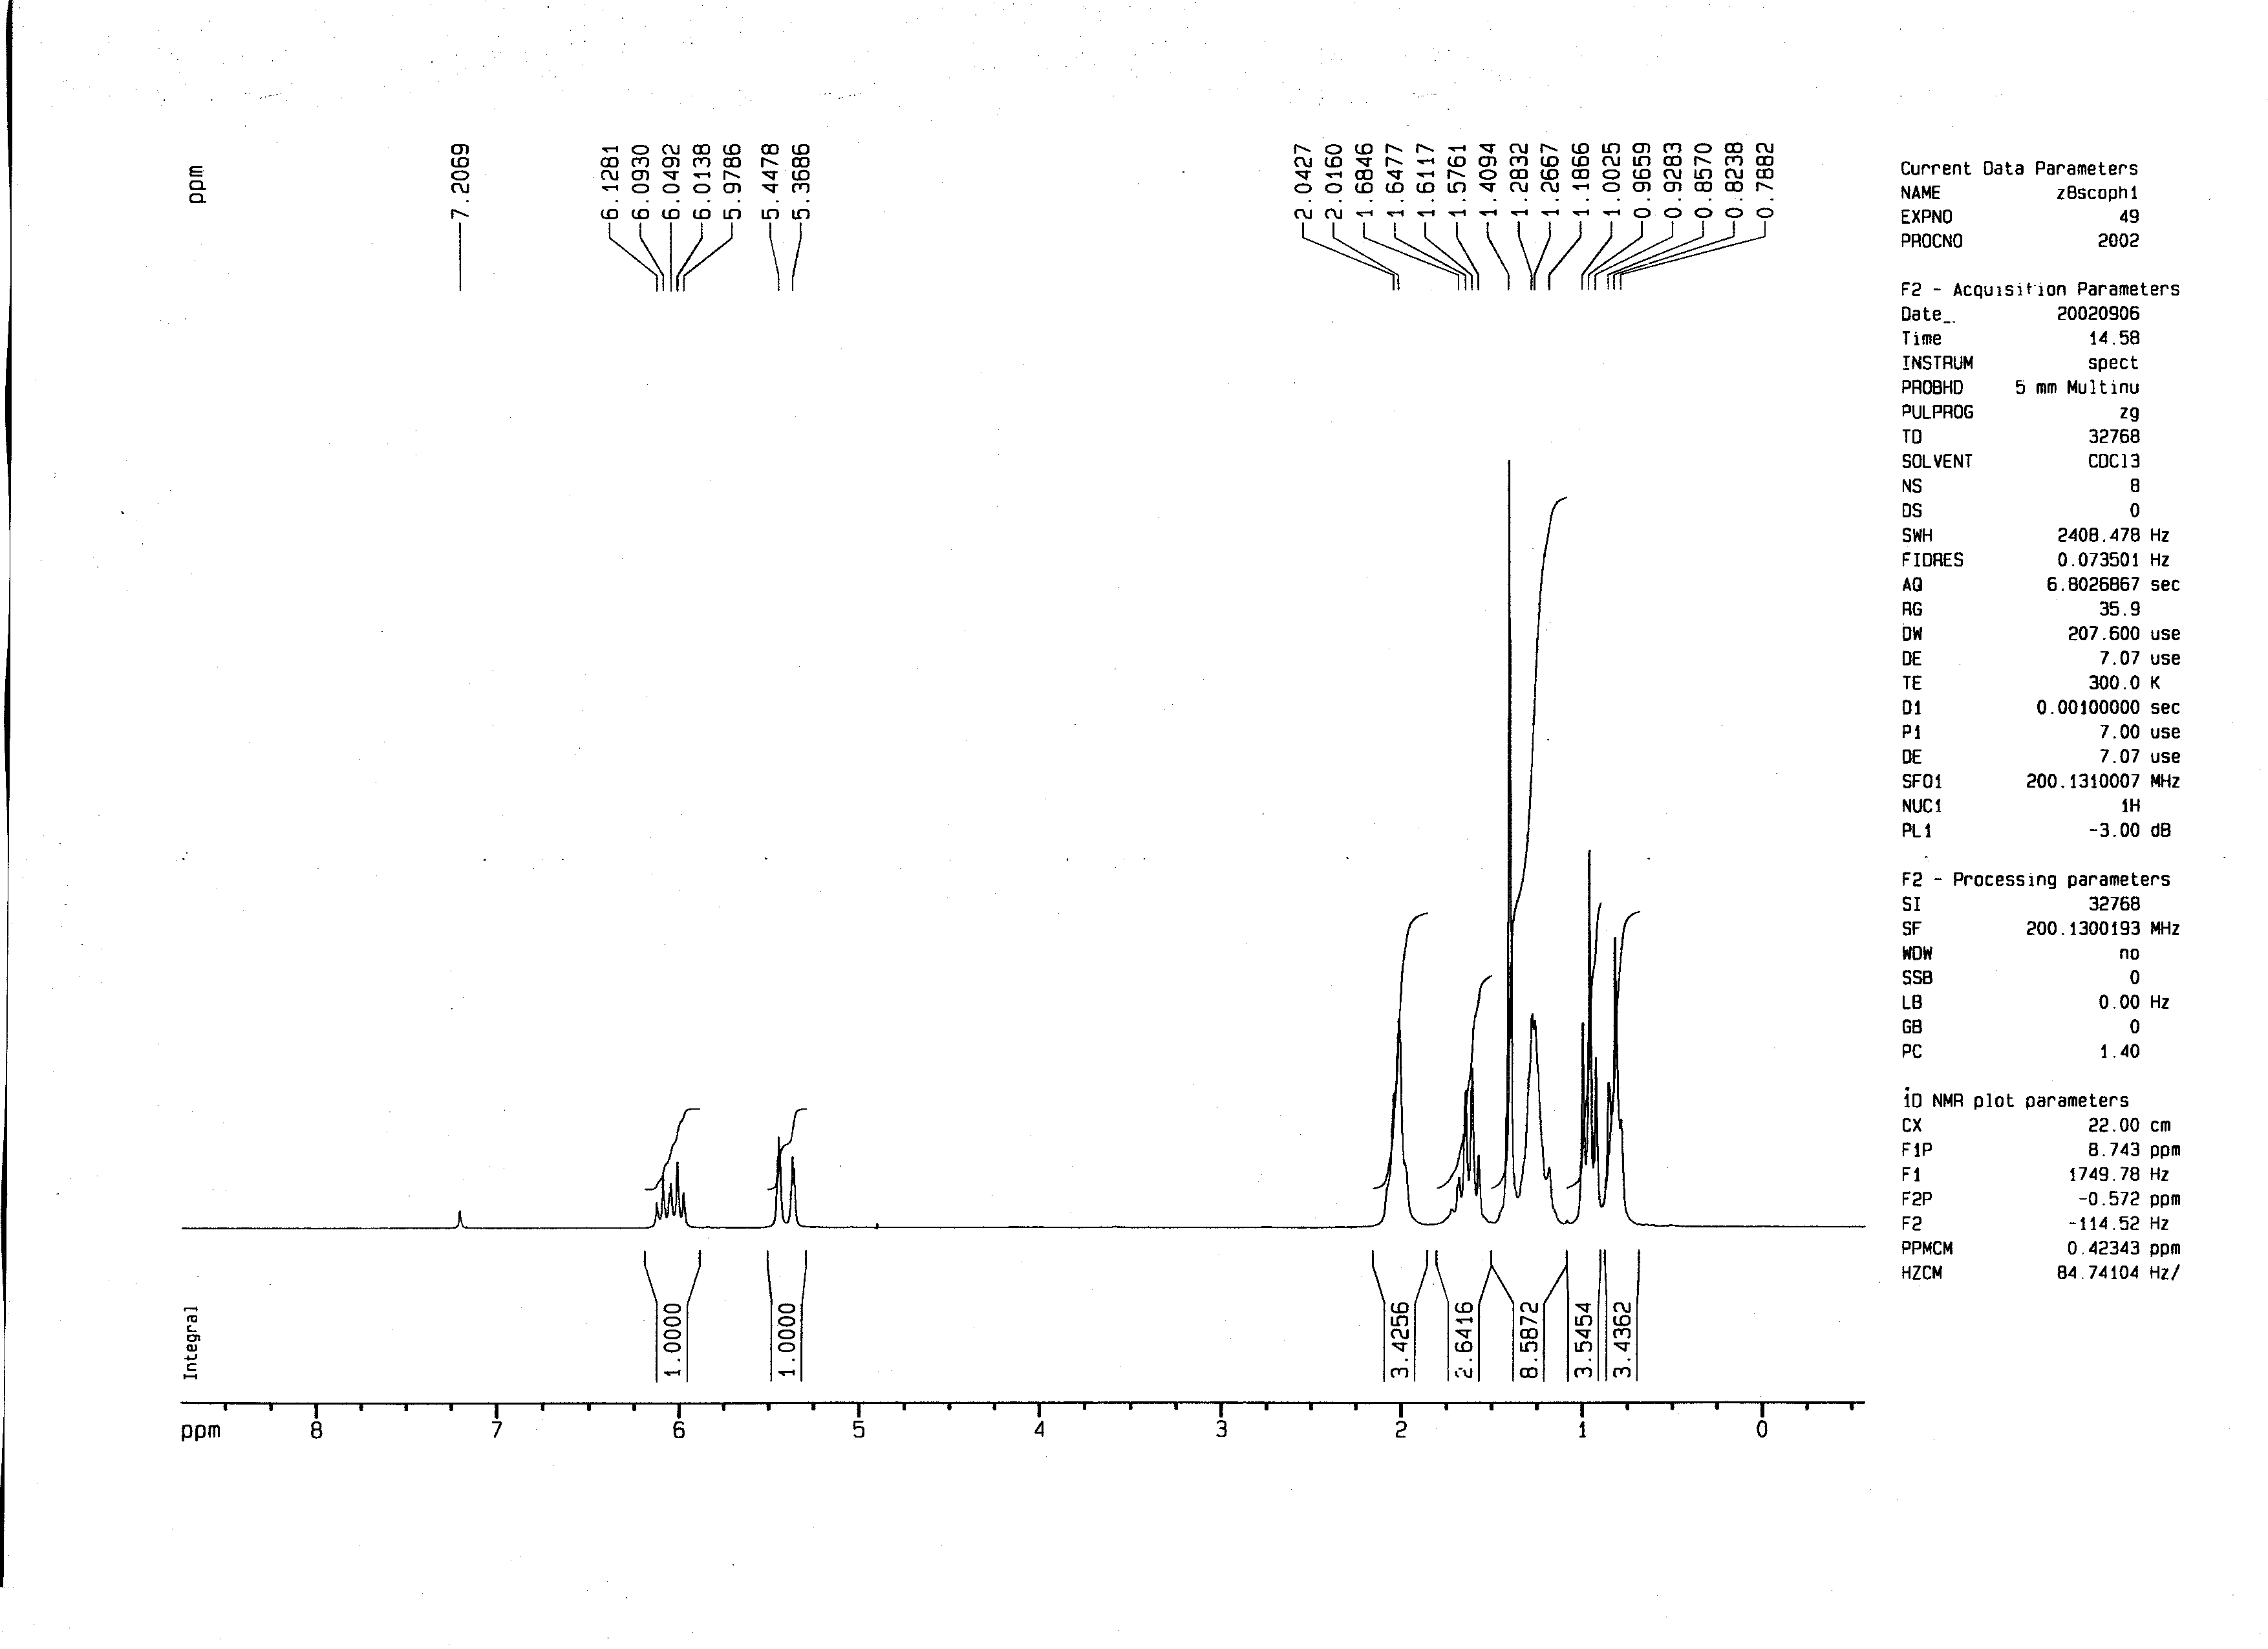 ppm
7.2069
6.1281
6.0930
6.0492
6.0138
5.9786
5.4478
5.3686
2.0427
2.0160
1.6846
1.6477
1.6117
1.5761
1.4094
1.2832
1.2667
1.1866
1.0025
0.9659
0.9283
0.8570
0.8238
0.7882
Current Data Parameters
NAME z8scoph1
EXPNO 49
PROCNO 2002
F2 - Acquisition Parameters
Date_ 20020906
Time 14.58
INSTRUM spect
PROBHD 5 mm Multinu
PULPROG zg
TD 32768
SOLVENT CDCl3
NS 8
DS 0
SWH 2408.478 Hz
FIDRES 0.073501 Hz
AQ 6.8026867 sec
RG 35.9
DW 207.600 use
DE 7.07 use
TE 300.0 K
D1 0.00100000 sec
P1 7.00 use
DE 7.07 use
SFO1 200.1310007 MHz
NUC1 1H
PL1 -3.00 dB
F2 - Processing parameters
SI 32768
SF 200.1300193 MHz
WDW no
SSB 0
LB 0.00 Hz
GB 0
PC 1.40
1D NMR plot parameters
CX 22.00 cm
F1P 8.743 ppm
F1 1749.78 Hz
F2P -0.572 ppm
F2 -114.52 Hz
PPMCM 0.42343 ppm
HZCM 84.74104 Hz/
Integral
1.0000
1.0000
3.4256
2.6416
8.5872
3.5454
3.4362
ppm 8 7 6 5 4 3 2 1 0